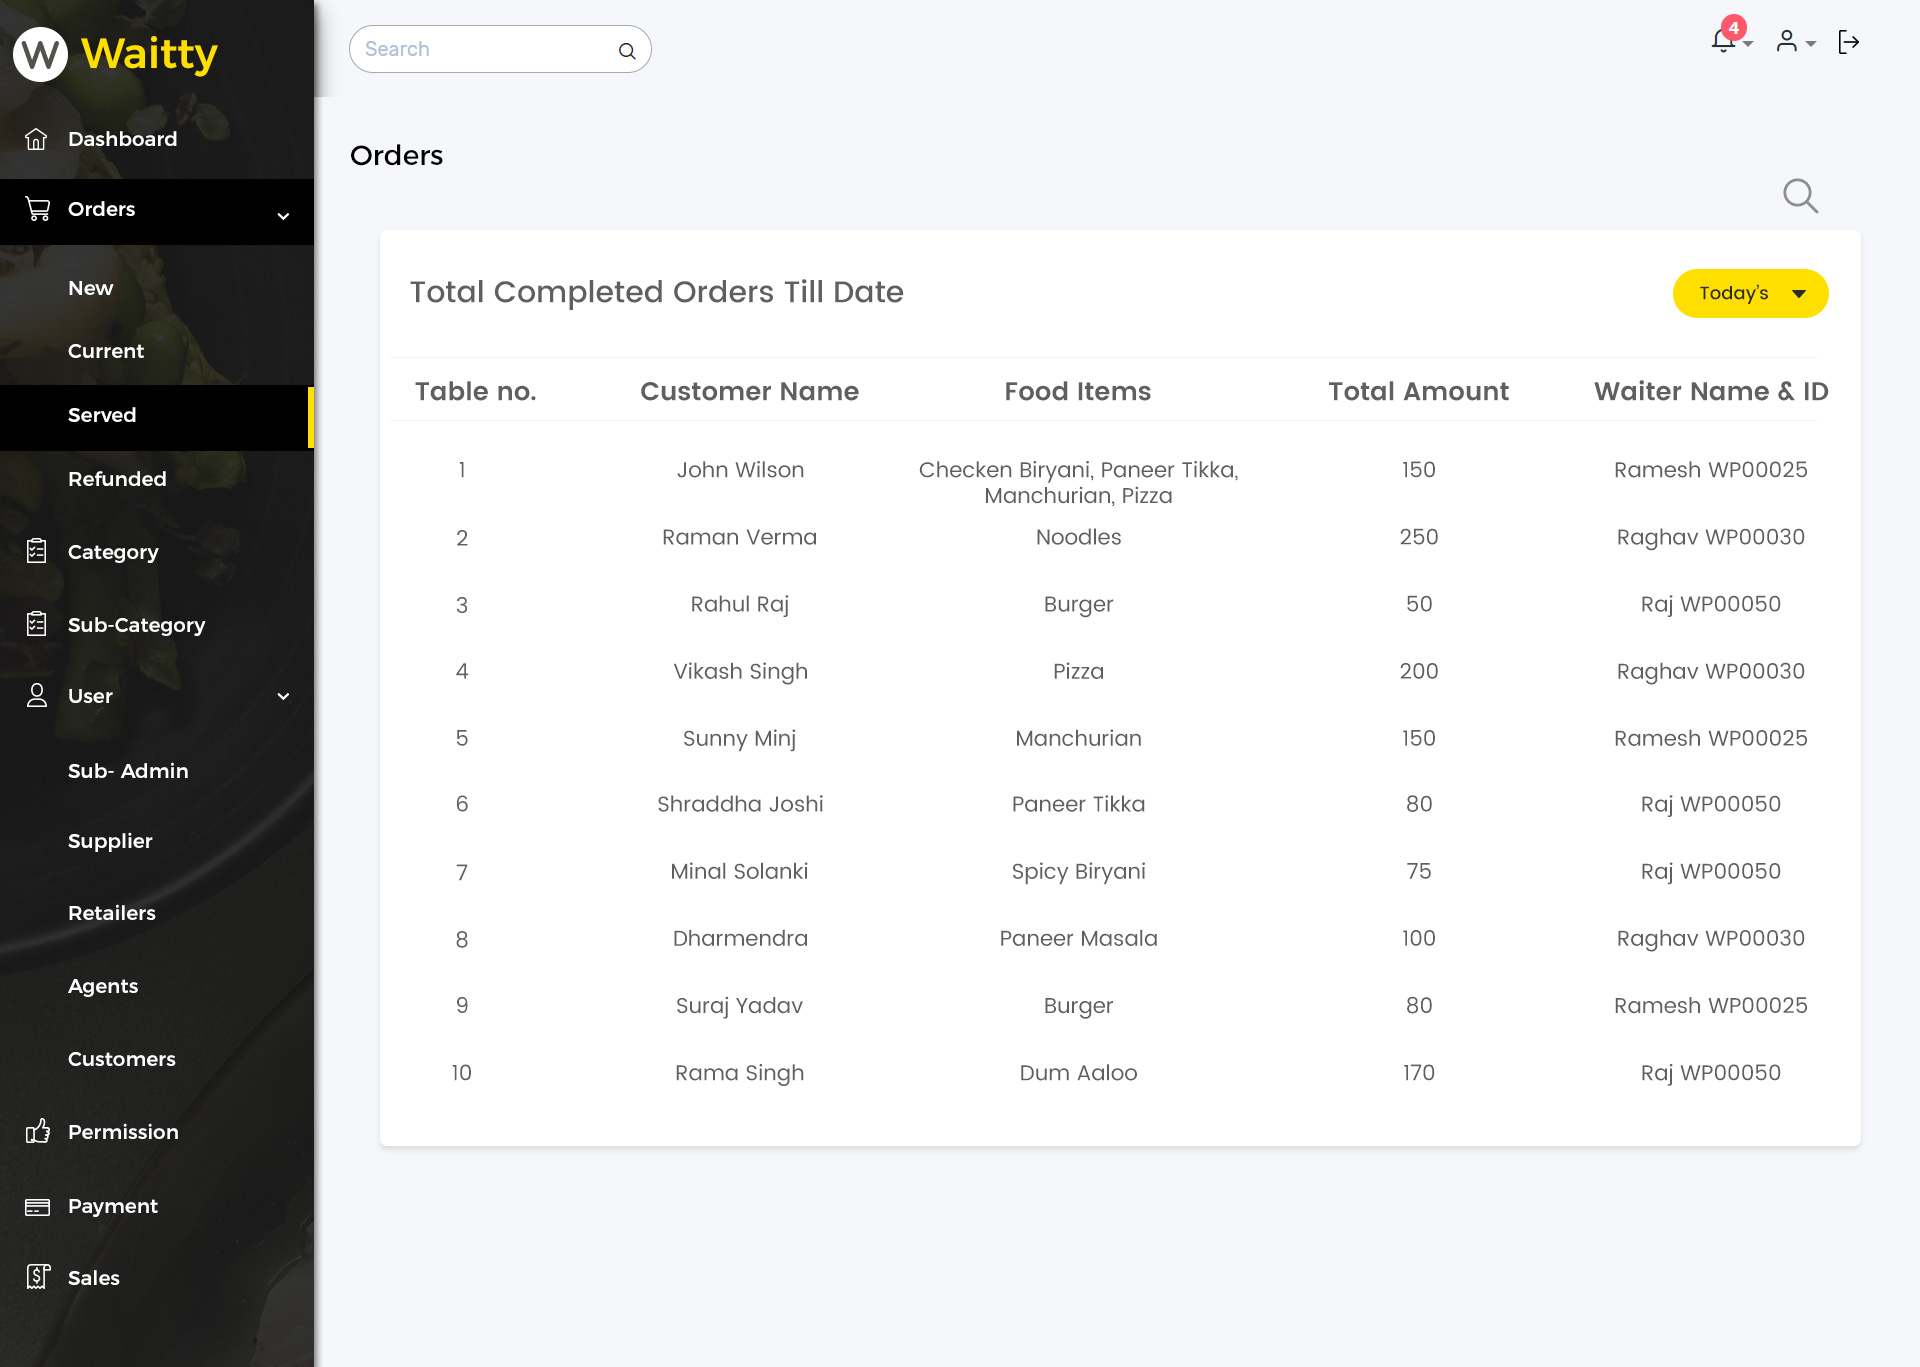 W Waitty
Search
4
Dashboard
Orders
New
Current
Served
Refunded
Category
Sub-Category
User
Sub- Admin
Supplier
Retailers
Agents
Customers
Permission
Payment
Sales
Orders
Total Completed Orders Till Date
Today's
Table no. Customer Name Food Items Total Amount Waiter Name & ID
1 John Wilson Checken Biryani, Paneer Tikka, 150 Ramesh WP00025
Manchurian, Pizza
2 Raman Verma Noodles 250 Raghav WP00030
3 Rahul Raj Burger 50 Raj WP00050
4 Vikash Singh Pizza 200 Raghav WP00030
5 Sunny Minj Manchurian 150 Ramesh WP00025
6 Shraddha Joshi Paneer Tikka 80 Raj WP00050
7 Minal Solanki Spicy Biryani 75 Raj WP00050
8 Dharmendra Paneer Masala 100 Raghav WP00030
9 Suraj Yadav Burger 80 Ramesh WP00025
10 Rama Singh Dum Aaloo 170 Raj WP00050